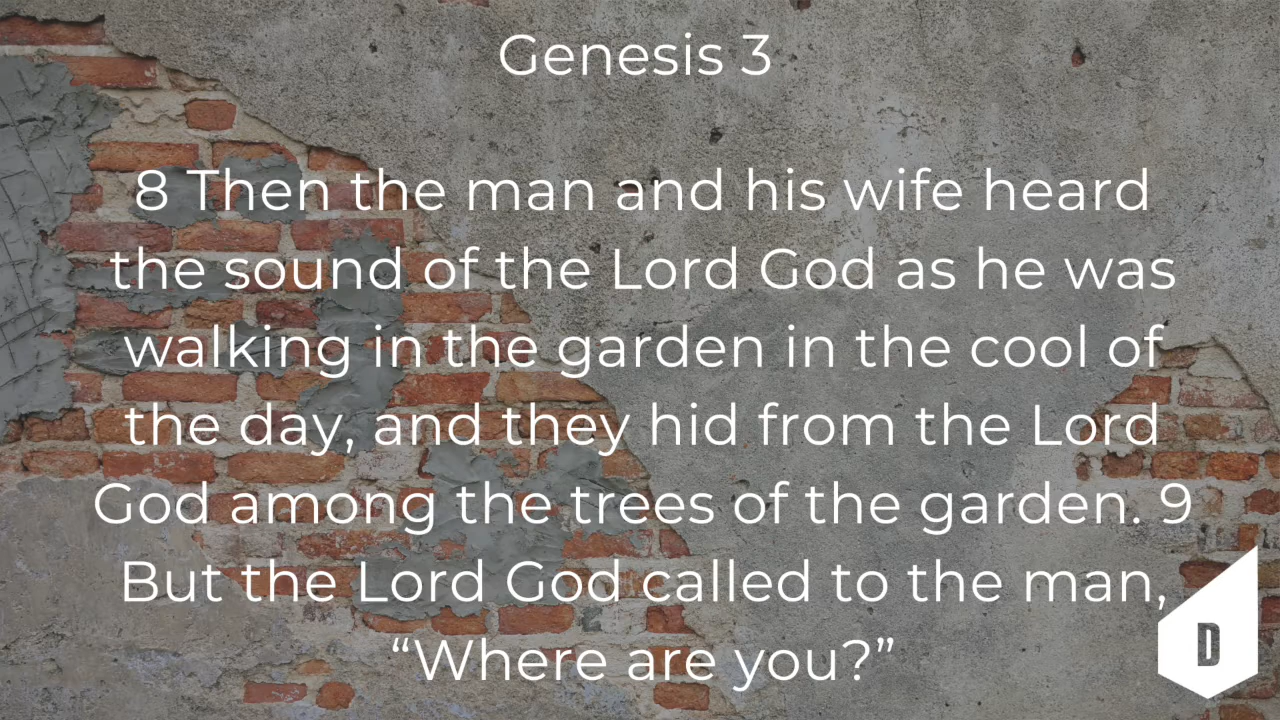 Genesis 3
8 Then the man and his wife heard
the sound of the Lord God as he was
walking in the garden in the cool of
the day, and they hid from the Lord
God among the trees of the garden. 9
But the Lord God called to the man,
“Where are you?”
D